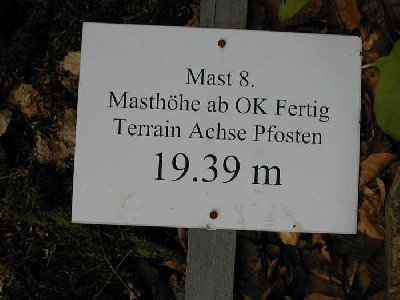 Mast 8.
Masthöhe ab OK Fertig
Terrain Achse Pfosten
19.39 m